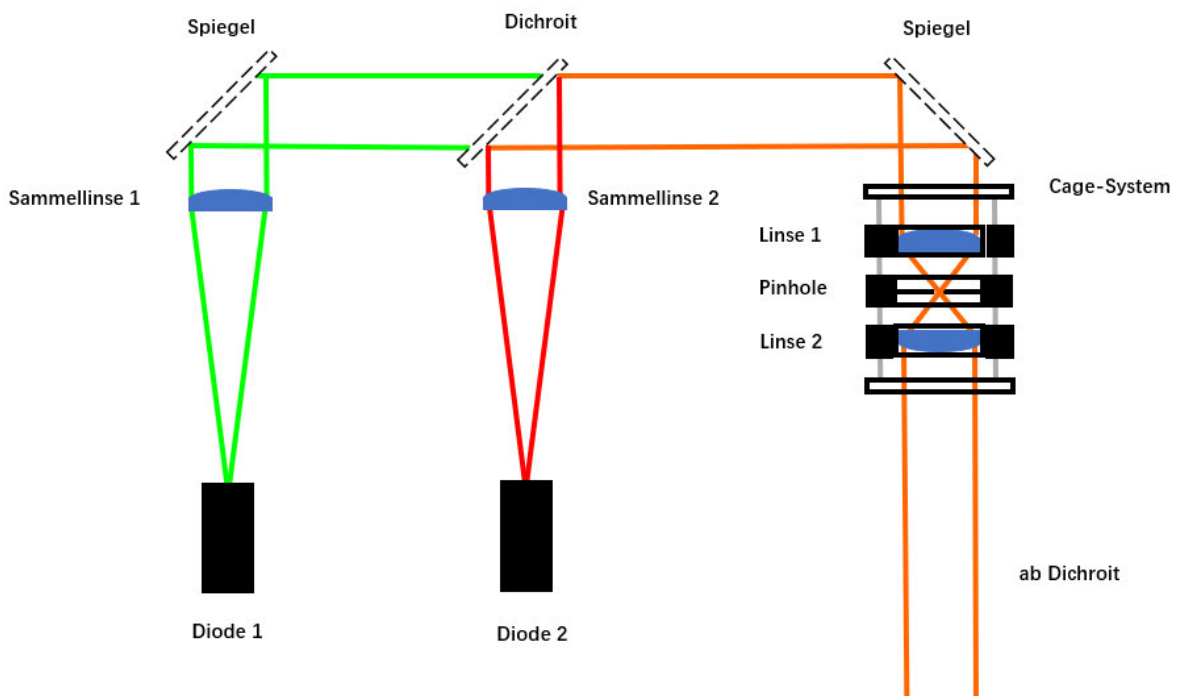 Spiegel
Dichroit
Spiegel
Sammellinse 1
Sammellinse 2
Cage-System
Linse 1
Pinhole
Linse 2
ab Dichroit
Diode 1
Diode 2